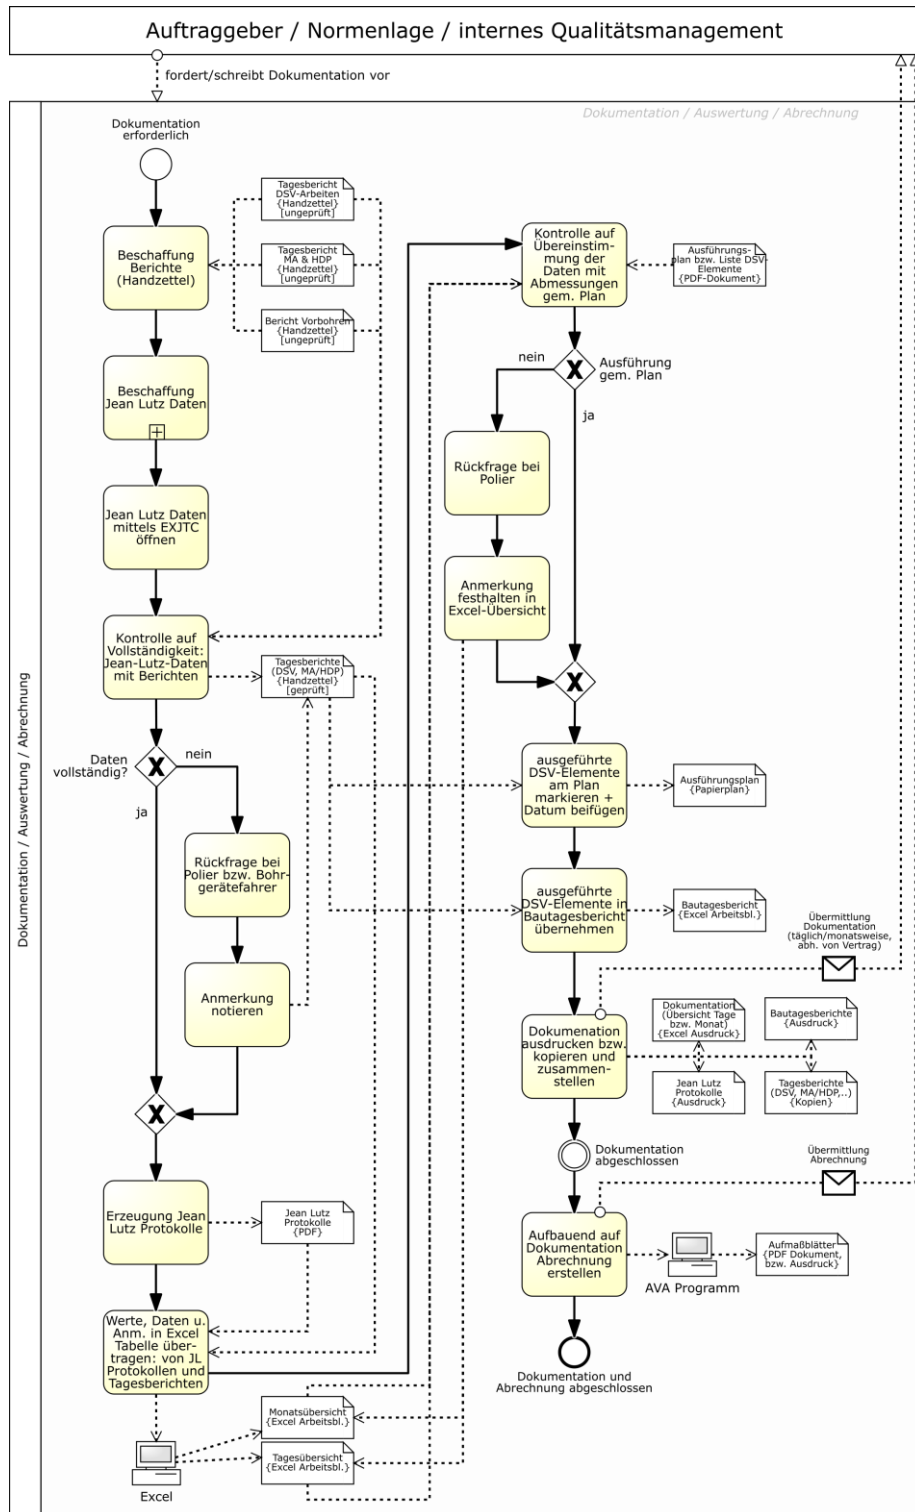 Auftraggeber / Normenlage / internes Qualitätsmanagement
fordert/schreibt Dokumentation vor
Dokumentation / Auswertung / Abrechnung
Dokumentation / Auswertung / Abrechnung
Dokumentation
erforderlich
Beschaffung
Berichte
(Handzettel)
Tagesbericht
DSV-Arbeiten
{Handzettel}
[ungeprüft]
Tagesbericht
MA & HDP
{Handzettel}
[ungeprüft]
Bericht Vorbohren
{Handzettel}
[ungeprüft]
Beschaffung
Jean Lutz Daten
Jean Lutz Daten
mittels EXJTC
öffnen
Kontrolle auf
Vollständigkeit:
Jean-Lutz-Daten
mit Berichten
Tagesberichte
(DSV, MA/HDP)
{Handzettel}
[geprüft]
Daten
vollständig?
nein
ja
Rückfrage bei
Polier bzw. Bohr-
gerätefahrer
Anmerkung
notieren
Erzeugung Jean
Lutz Protokolle
Jean Lutz
Protokolle
{PDF}
Werte, Daten u.
Anm. in Excel
Tabelle über-
tragen: von JL
Protokollen und
Tagesberichten
Excel
Monatsübersicht
{Excel Arbeitsbl.}
Tagesübersicht
{Excel Arbeitsbl.}
Kontrolle auf
Übereinstim-
mung der
Daten mit
Abmessungen
gem. Plan
Ausführungs-
plan bzw. Liste DSV-
Elemente
{PDF-Dokument}
nein
Ausführung
gem. Plan
ja
Rückfrage bei
Polier
Anmerkung
festhalten in
Excel-Übersicht
ausgeführte
DSV-Elemente
am Plan
markieren +
Datum beifügen
Ausführungsplan
{Papierplan}
ausgeführte
DSV-Elemente in
Bautagesbericht
übernehmen
Bautagesbericht
{Excel Arbeitsbl.}
Übermittlung
Dokumentation
(täglich/monatsweise,
abh. von Vertrag)
Dokumenation
ausdrucken bzw.
kopieren und
zusammen-
stellen
Dokumentation
(Übersicht Tage
bzw. Monat)
{Excel Ausdruck}
Bautagesberichte
{Ausdruck}
Jean Lutz
Protokolle
{Ausdruck}
Tagesberichte
(DSV, MA/HDP,..)
{Kopien}
Dokumentation
abgeschlossen
Übermittlung
Abrechnung
Aufbauend auf
Dokumentation
Abrechnung
erstellen
AVA Programm
Aufmaßblätter
{PDF Dokument,
bzw. Ausdruck}
Dokumentation und
Abrechnung abgeschlossen